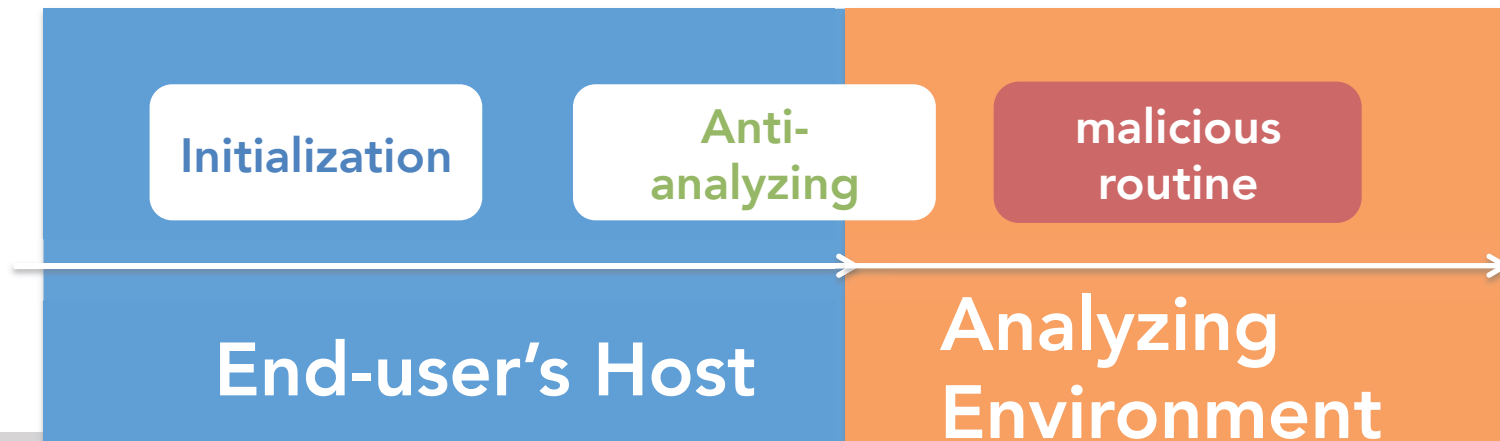 Initialization
Anti-
analyzing
malicious
routine
End-user’s Host
Analyzing
Environment